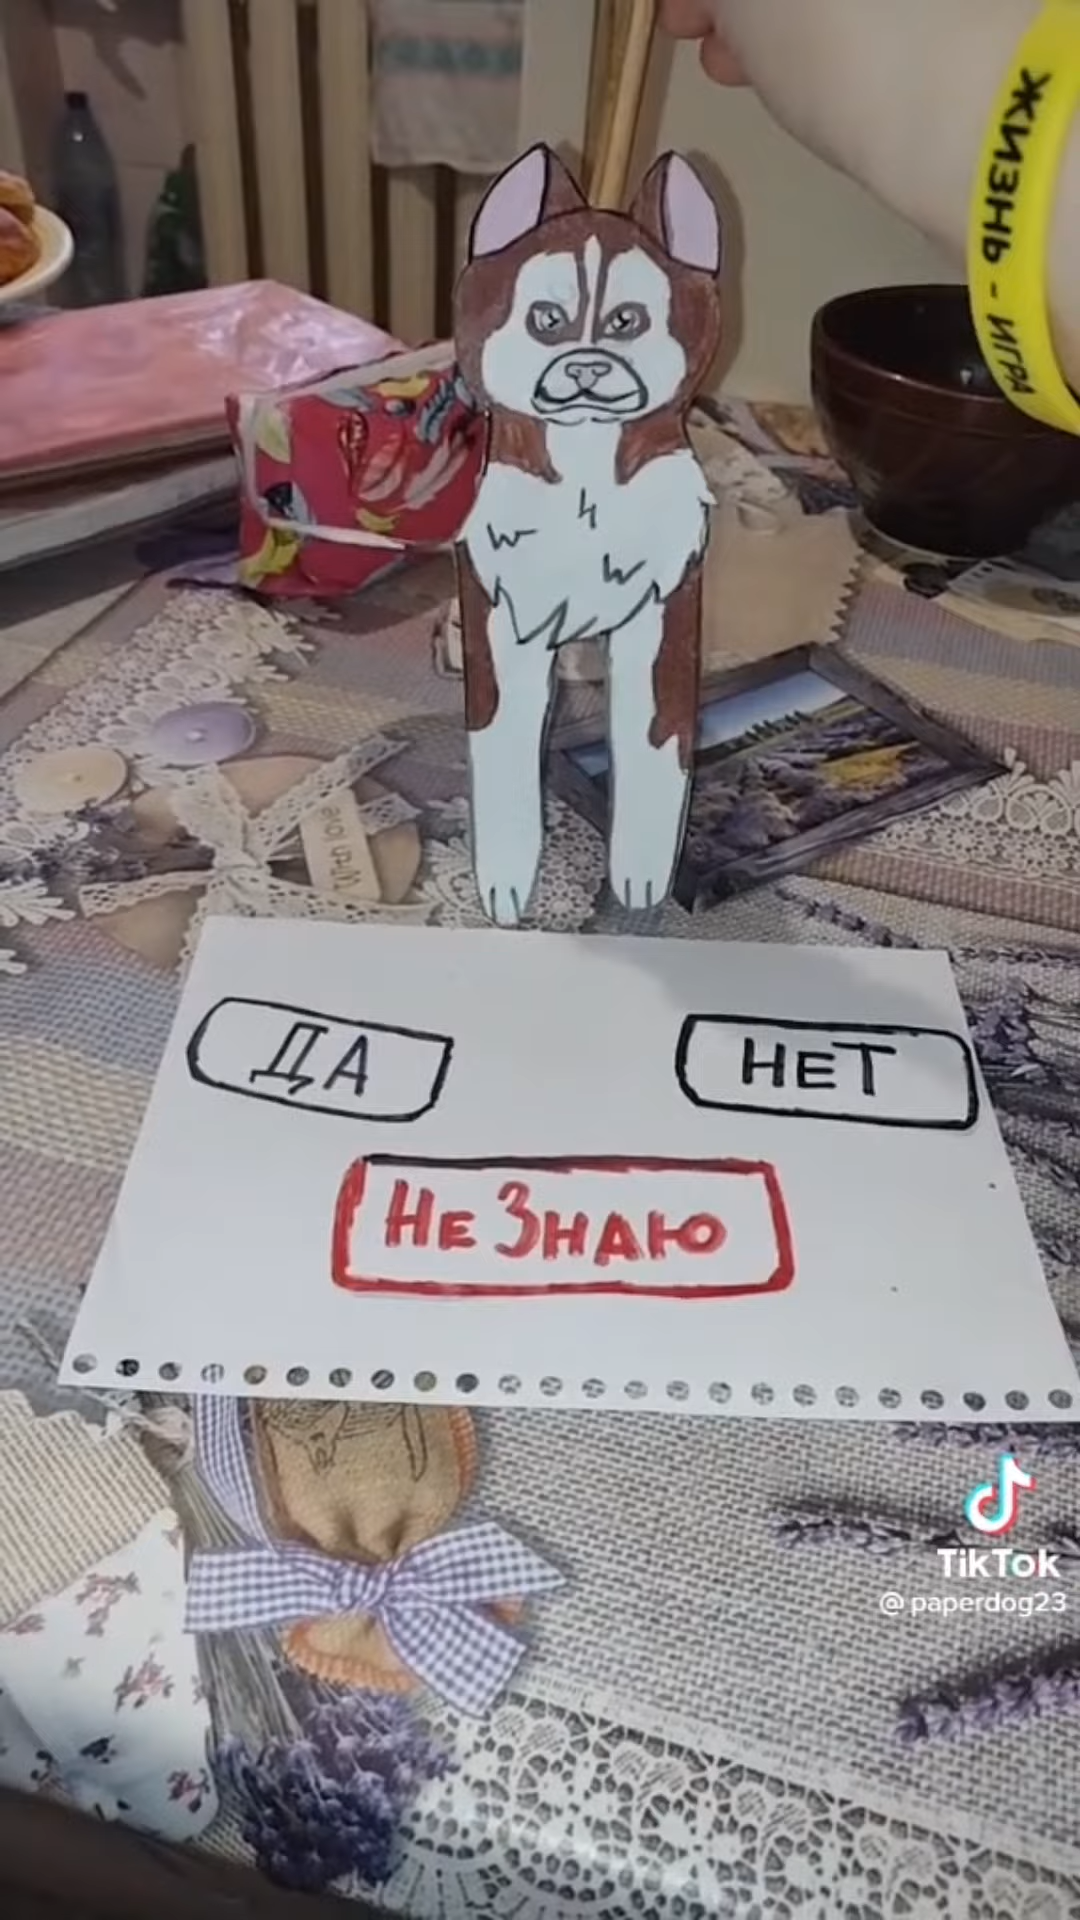 ЖИЗНЬ - ИГРА
ДА
НЕТ
НЕ ЗНАЮ
TikTok
@paperdog23